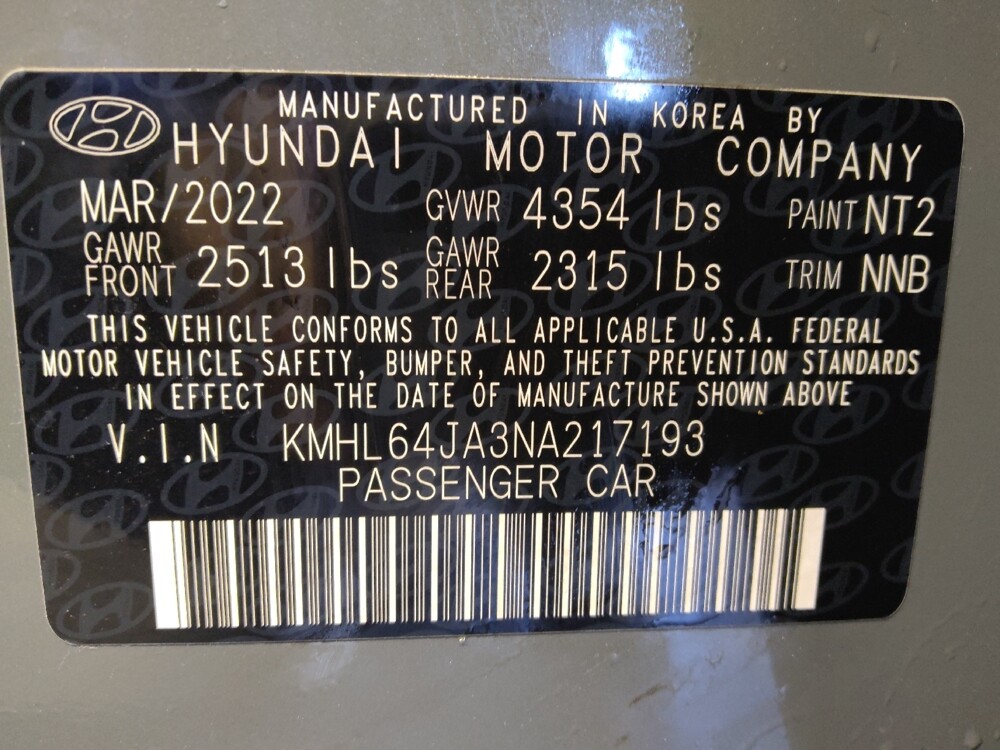 MANUFACTURED IN KOREA BY
HYUNDAI MOTOR COMPANY
MAR/2022 GVWR 4354 lbs PAINT NT2
GAWR FRONT 2513 lbs GAWR REAR 2315 lbs TRIM NNB
THIS VEHICLE CONFORMS TO ALL APPLICABLE U.S.A. FEDERAL
MOTOR VEHICLE SAFETY, BUMPER, AND THEFT PREVENTION STANDARDS
IN EFFECT ON THE DATE OF MANUFACTURE SHOWN ABOVE
V.I.N KMHL64JA3NA217193
PASSENGER CAR